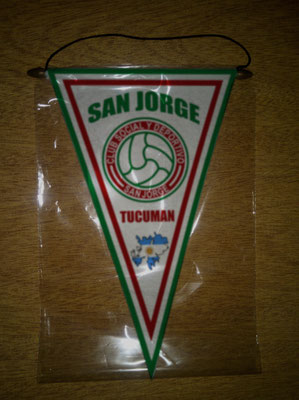 SAN JORGE
CLUB SOCIAL Y DEPORTIVO
SAN JORGE
TUCUMAN